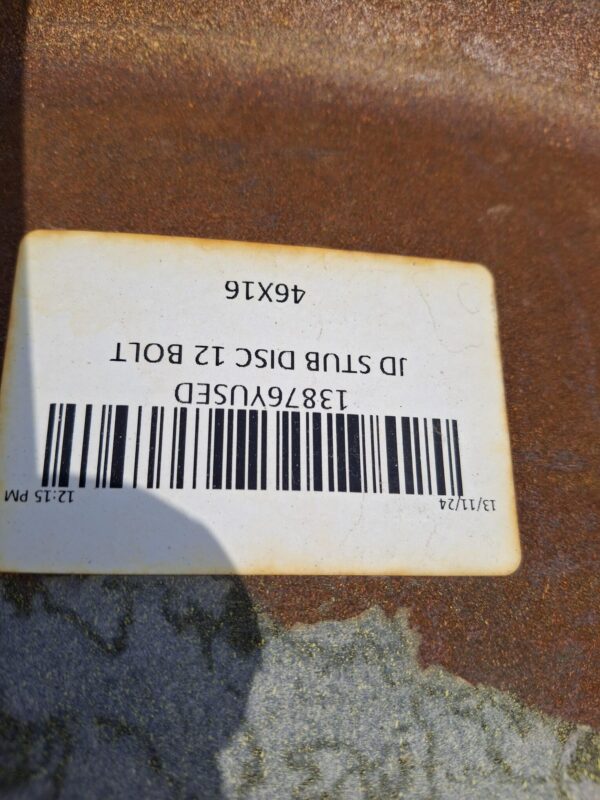 13/11/24 12:15 PM
13876YUSED
JD STUB DISC 12 BOLT
46X16